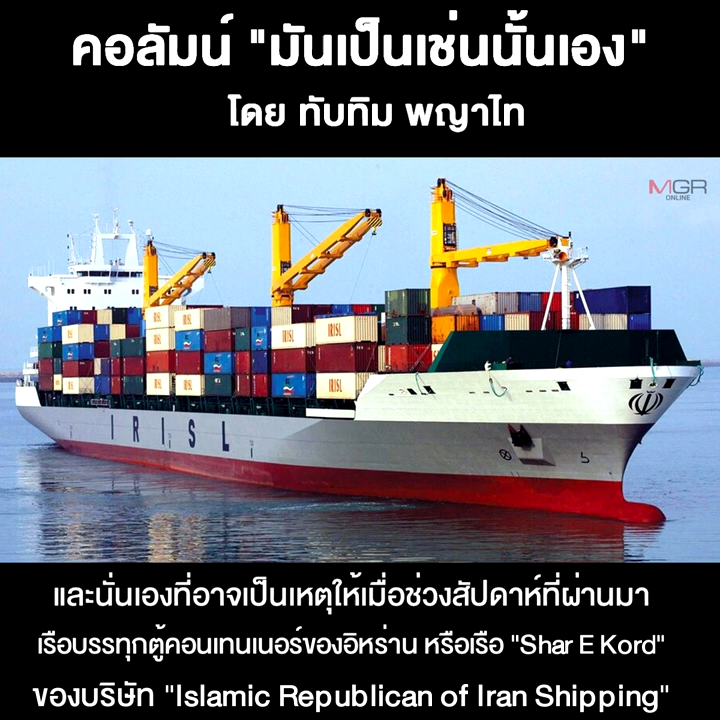 คอลัมน์ "มันเป็นเช่นนั้นเอง"
โดย ทับทิม พญาไท
MGR
ONLINE
IRISL
IRISL
IRISL
IRISL
IRISL
และนั่นเองที่อาจเป็นเหตุให้เมื่อช่วงสัปดาห์ที่ผ่านมา
เรือบรรทุกตู้คอนเทนเนอร์ของอิหร่าน หรือเรือ "Shar E Kord"
ของบริษัท "Islamic Republican of Iran Shipping"